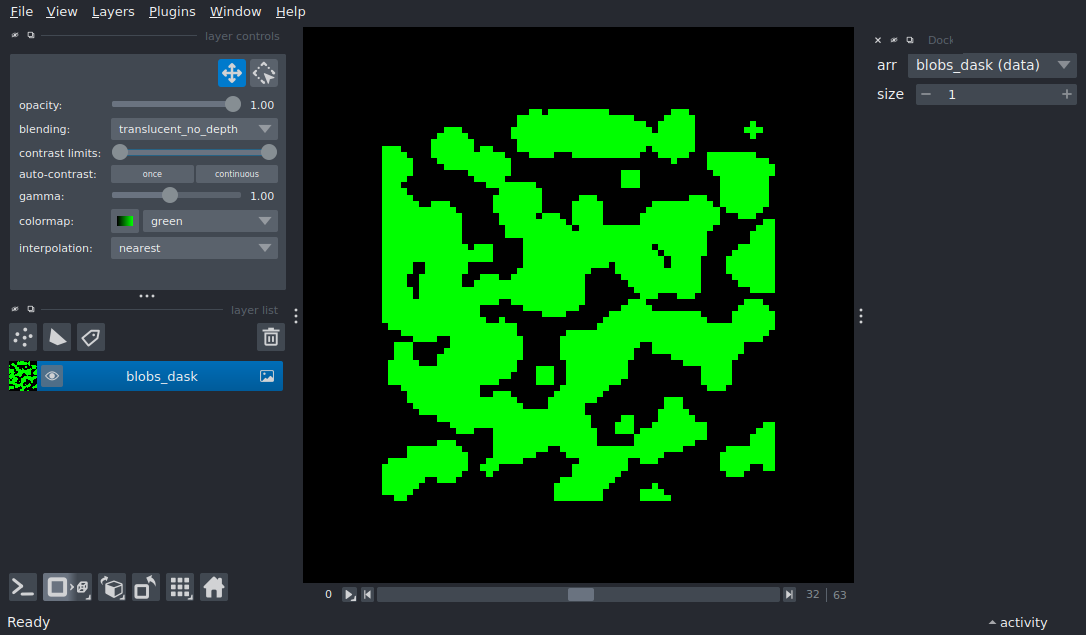 File View Layers Plugins Window Help
layer controls
opacity: 1.00
blending: translucent_no_depth
contrast limits:
auto-contrast: once continuous
gamma: 1.00
colormap: green
interpolation: nearest
layer list
blobs_dask
0 32 63
Ready
Dock
arr blobs_dask (data)
size 1
activity